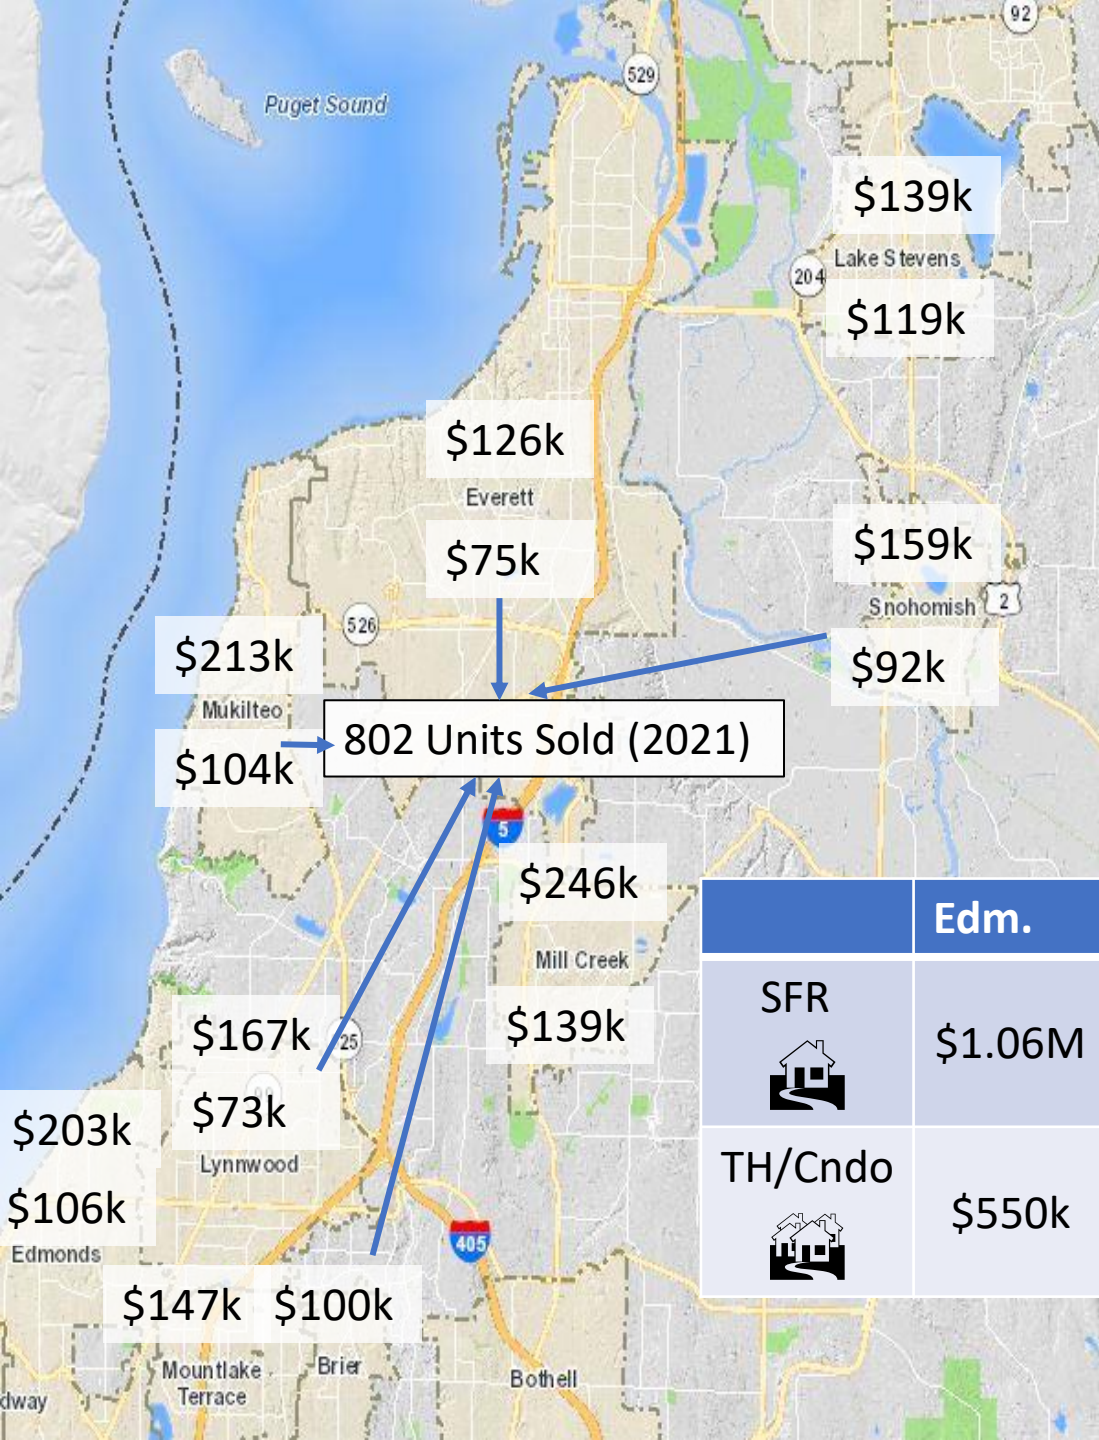 92
529
Puget Sound
$139k
Lake Stevens
204
$119k
$126k
Everett
$75k
$159k
Snohomish
2
526
$213k
$92k
Mukilteo
802 Units Sold (2021)
$104k
5
$246k
Edm.
Mill Creek
SFR
$167k
25
$139k
$1.06M
$73k
$203k
Lynnwood
TH/Cndo
$106k
$550k
Edmonds
405
$147k
$100k
Mountlake
Terrace
Brier
Bothell
dway